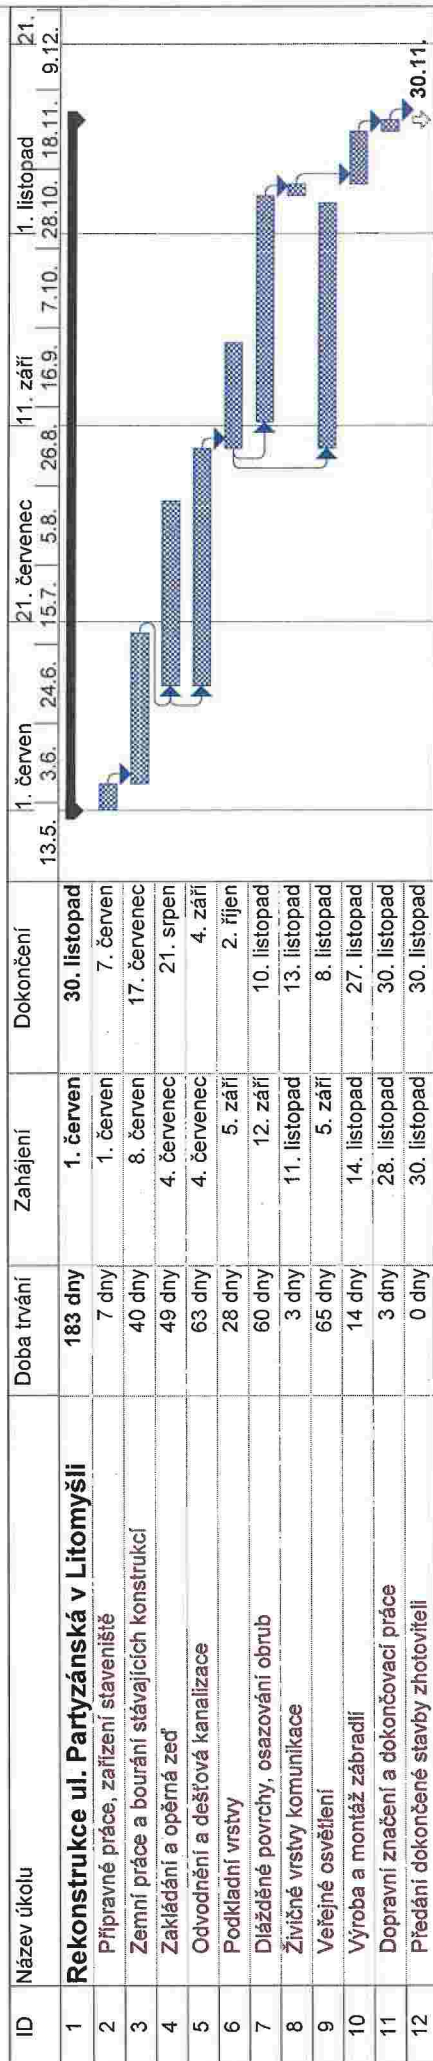 ID Název úkolu Doba trvání Zahájení Dokončení 1. červen 21. červenec 11. září 1. listopad 21.
13.5. 3.6. 24.6. 15.7. 5.8. 26.8. 16.9. 7.10. 28.10. 18.11. 9.12.
1 Rekonstrukce ul. Partyzánská v Litomyšli 183 dny 1. červen 30. listopad
2 Přípravné práce, zařízení staveniště 7 dny 1. červen 7. červen
3 Zemní práce a bourání stávajících konstrukcí 40 dny 8. červen 17. červenec
4 Zakládání a opěrná zeď 49 dny 4. červenec 21. srpen
5 Odvodnění a dešťová kanalizace 63 dny 4. červenec 4. září
6 Podkladní vrstvy 28 dny 5. září 2. říjen
7 Dlážděné povrchy, osazování obrub 60 dny 12. září 10. listopad
8 Živičné vrstvy komunikace 3 dny 11. listopad 13. listopad
9 Veřejné osvětlení 65 dny 5. září 8. listopad
10 Výroba a montáž zábradlí 14 dny 14. listopad 27. listopad
11 Dopravní značení a dokončovací práce 3 dny 28. listopad 30. listopad
12 Předání dokončené stavby zhotoviteli 0 dny 30. listopad 30. listopad 30.11.